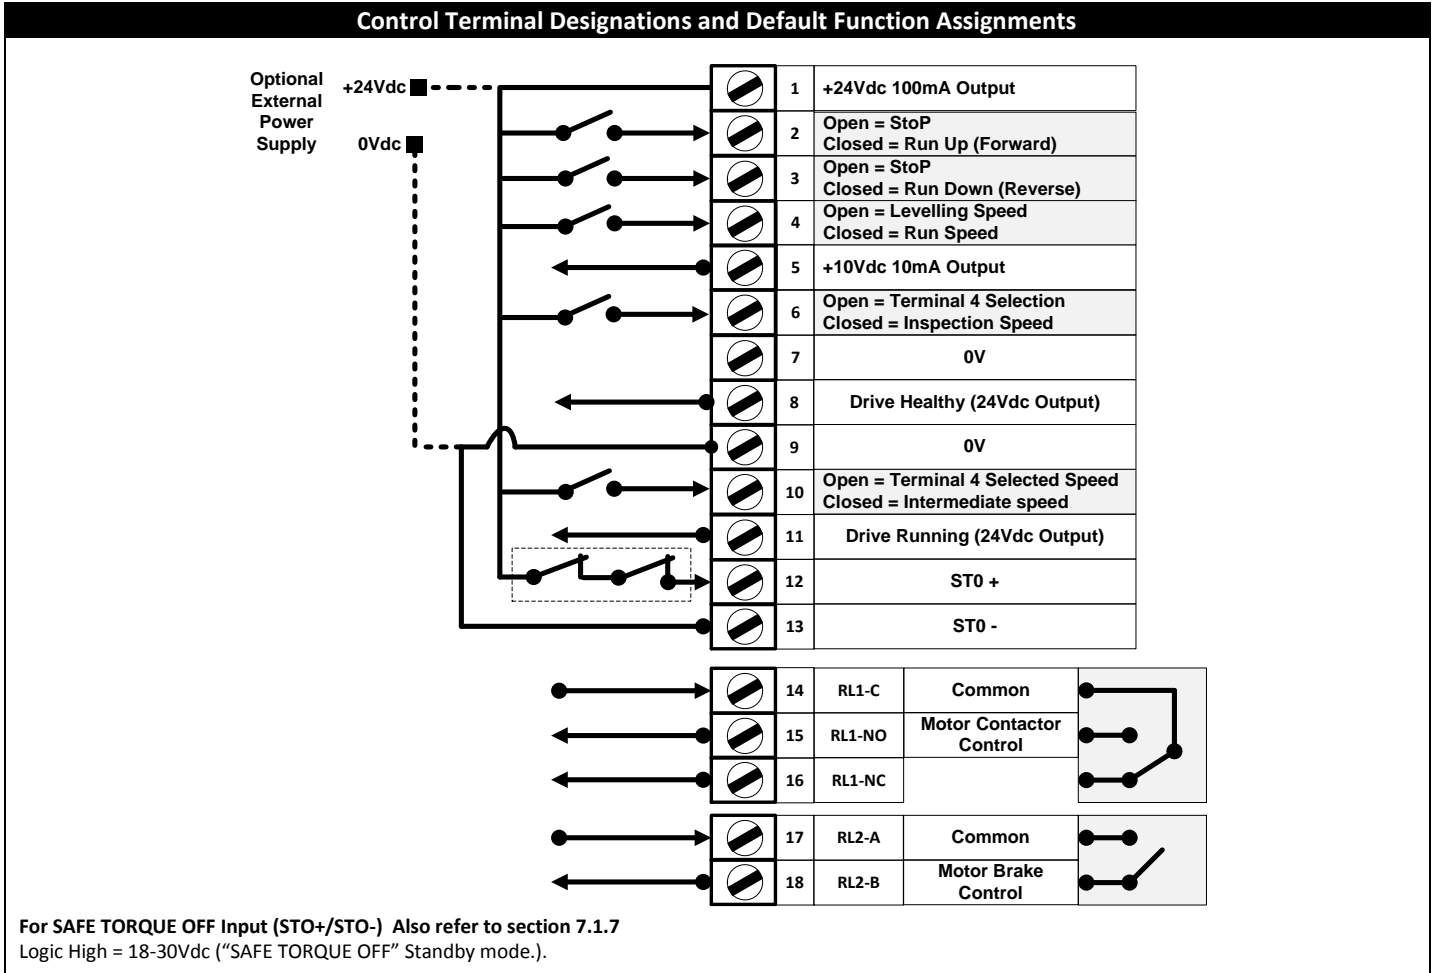 Control Terminal Designations and Default Function Assignments
Optional
External
Power
Supply
+24Vdc
0Vdc
1 +24Vdc 100mA Output
2 Open = StoP
Closed = Run Up (Forward)
3 Open = StoP
Closed = Run Down (Reverse)
4 Open = Levelling Speed
Closed = Run Speed
5 +10Vdc 10mA Output
6 Open = Terminal 4 Selection
Closed = Inspection Speed
7 0V
8 Drive Healthy (24Vdc Output)
9 0V
10 Open = Terminal 4 Selected Speed
Closed = Intermediate speed
11 Drive Running (24Vdc Output)
12 ST0 +
13 ST0 -
14 RL1-C Common
15 RL1-NO Motor Contactor
Control
16 RL1-NC
17 RL2-A Common
18 RL2-B Motor Brake
Control
For SAFE TORQUE OFF Input (STO+/STO-) Also refer to section 7.1.7
Logic High = 18-30Vdc (“SAFE TORQUE OFF” Standby mode.).